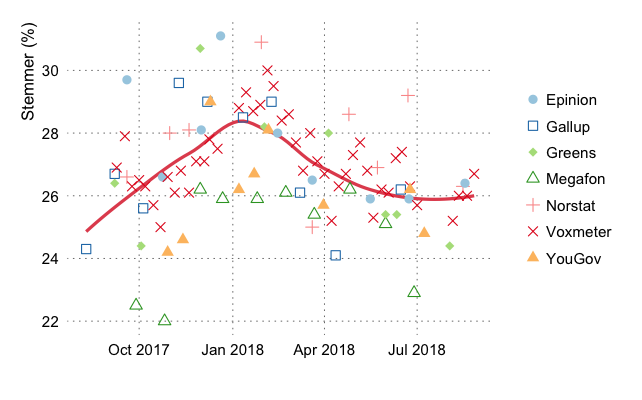 Stemmer (%)
30
28
26
24
22
Oct 2017
Jan 2018
Apr 2018
Jul 2018
Epinion
Gallup
Greens
Megafon
Norstat
Voxmeter
YouGov